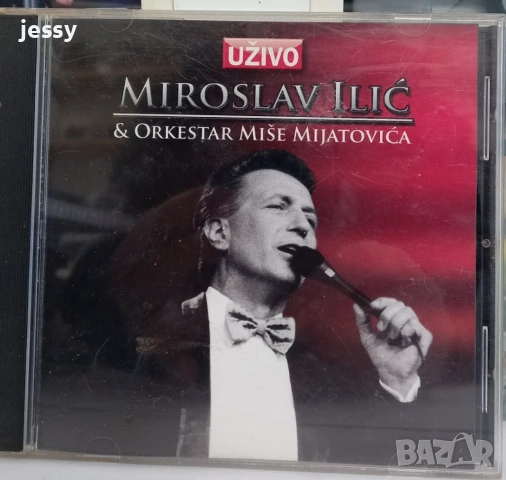 jessy
UŽIVO
MIROSLAV ILIĆ
& ORKESTAR MIŠE MIJATOVIĆA
BAZAR